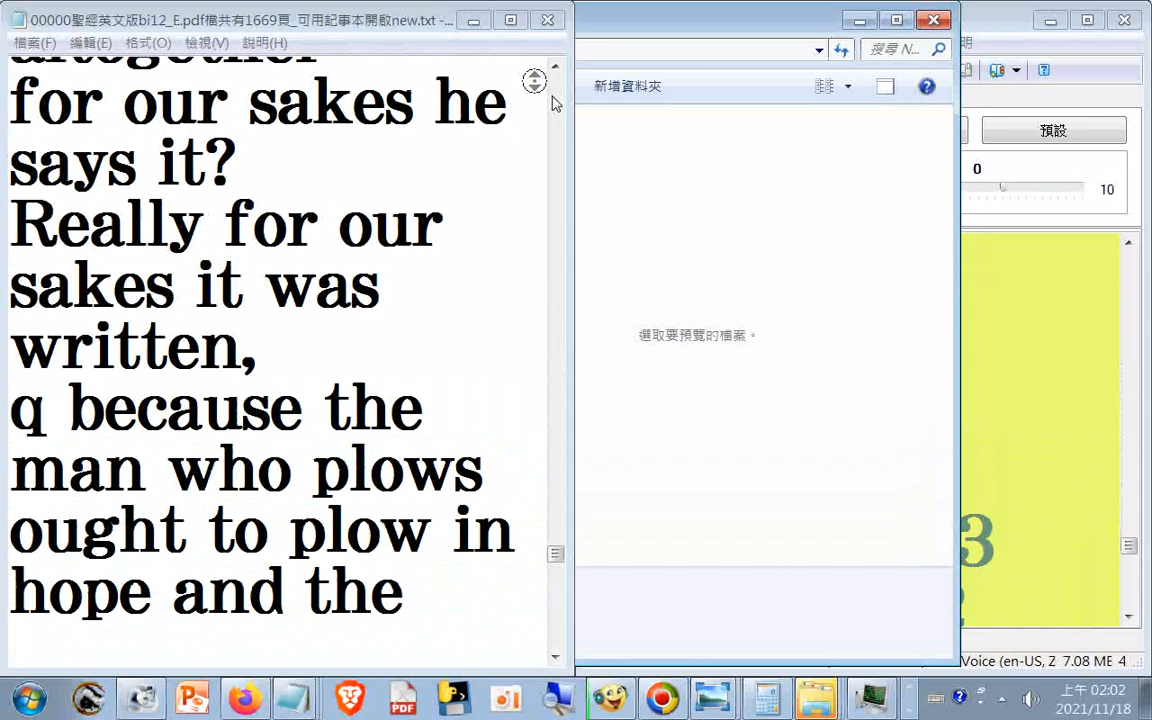 00000聖經英文版bi12_E.pdf檔共有1669頁_可用記事本開啟new.txt -...
檔案(F) 編輯(E) 格式(O) 檢視(V) 說明(H)
for our sakes he
says it?
Really for our
sakes it was
written,
q because the
man who plows
ought to plow in
hope and the
搜尋 N...
新增資料夾
選取要預覽的檔案。
明
預設
0
10
3
Voice (en-US, Z 7.08 ME 4
PDF
上午 02:02
2021/11/18